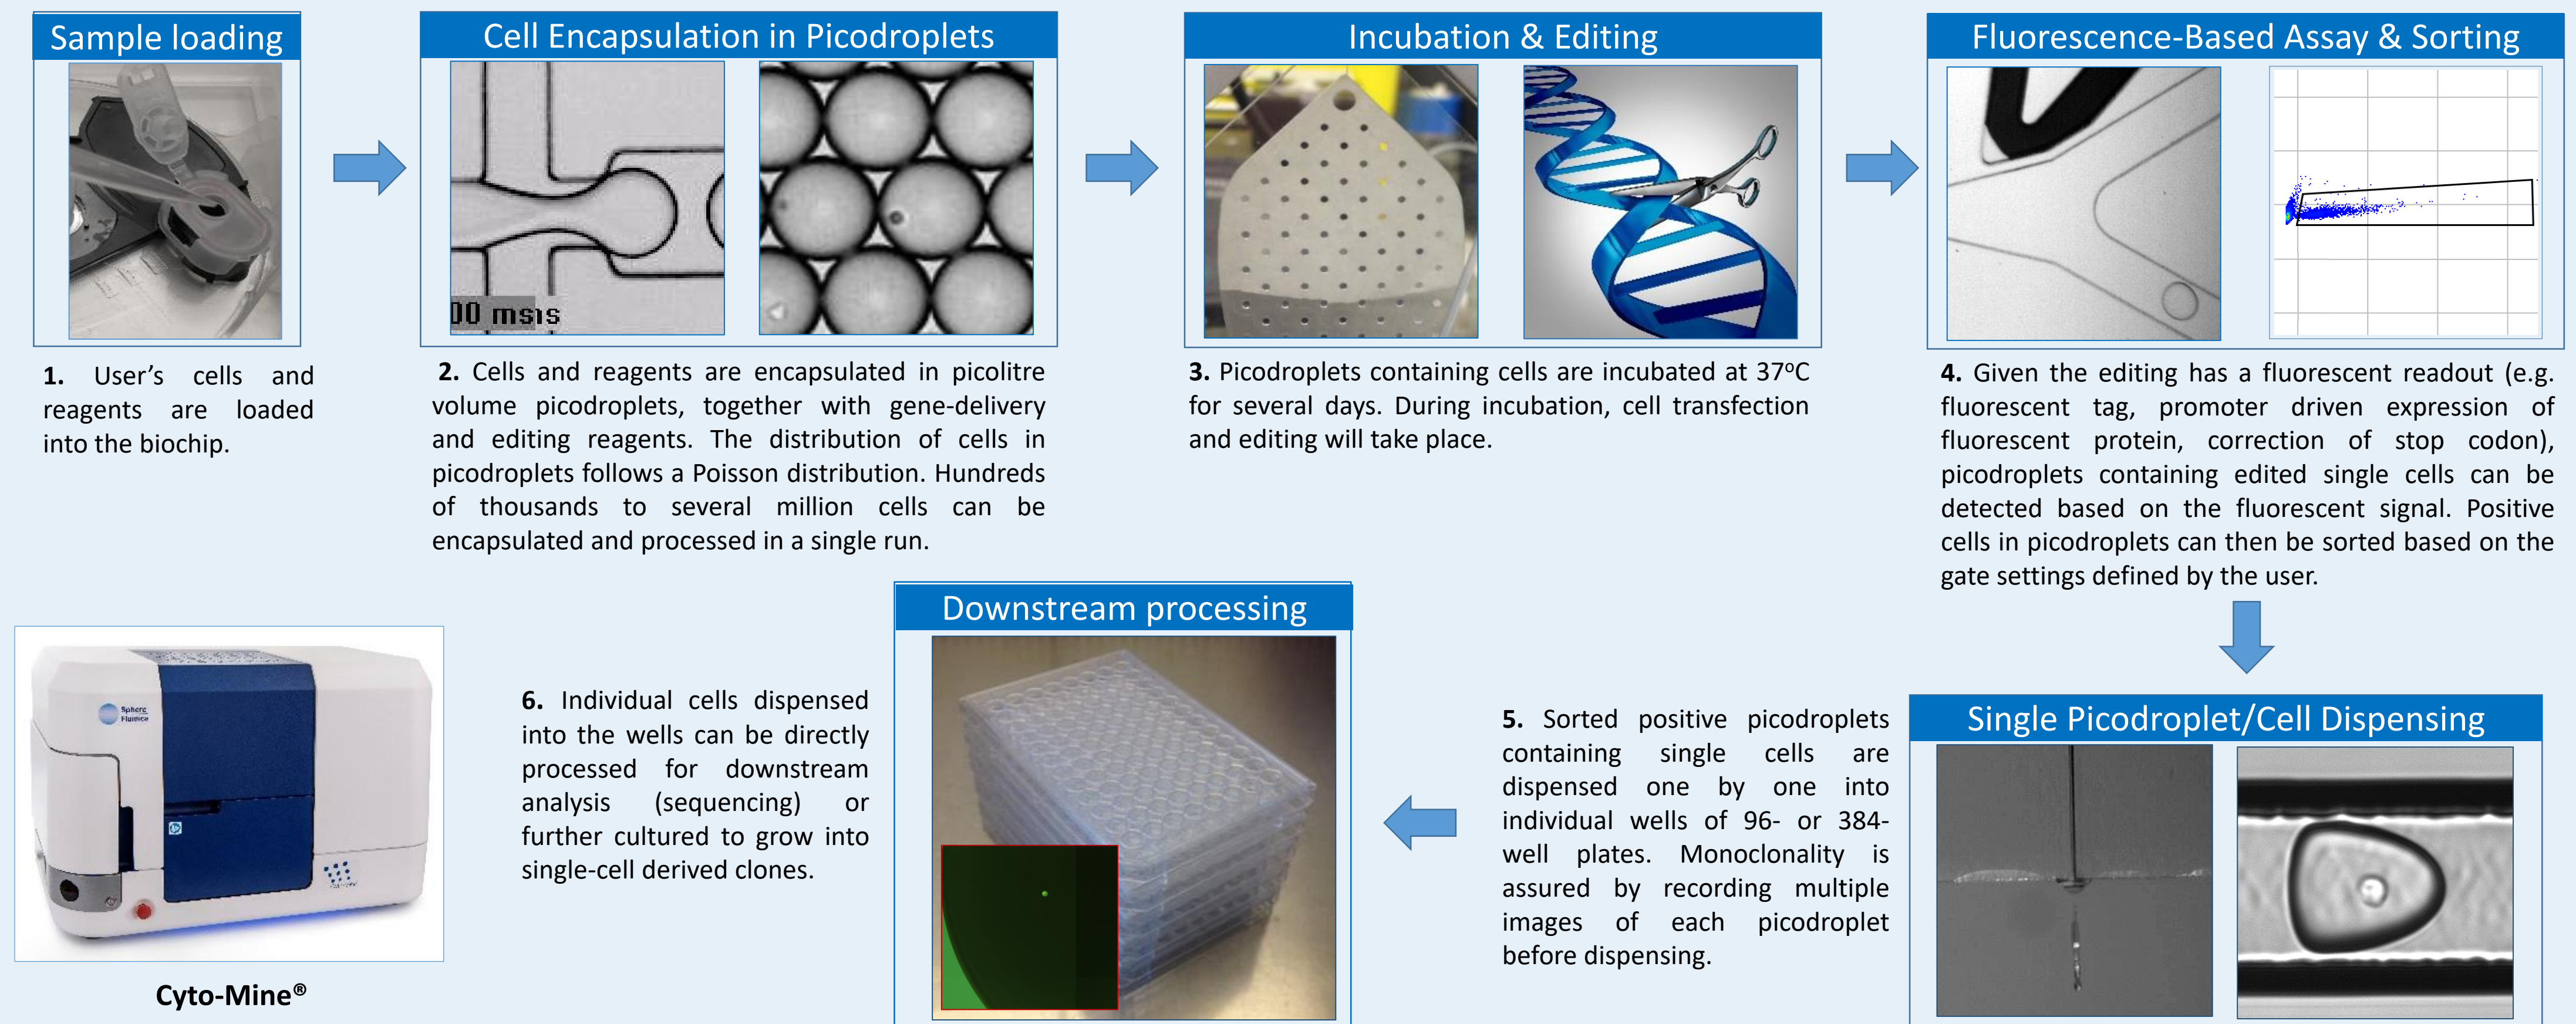 Sample loading
Cell Encapsulation in Picodroplets
Incubation & Editing
Fluorescence-Based Assay & Sorting
00 msis
1. User's cells and
reagents are loaded
into the biochip.
2. Cells and reagents are encapsulated in picolitre
volume picodroplets, together with gene-delivery
and editing reagents. The distribution of cells in
picodroplets follows a Poisson distribution. Hundreds
of thousands to several million cells can be
encapsulated and processed in a single run.
3. Picodroplets containing cells are incubated at 37°C
for several days. During incubation, cell transfection
and editing will take place.
4. Given the editing has a fluorescent readout (e.g.
fluorescent tag, promoter driven expression of
fluorescent protein, correction of stop codon),
picodroplets containing edited single cells can be
detected based on the fluorescent signal. Positive
cells in picodroplets can then be sorted based on the
gate settings defined by the user.
Single Picodroplet/Cell Dispensing
5. Sorted positive picodroplets
containing single cells are
dispensed one by one into
individual wells of 96- or 384-
well plates. Monoclonality is
assured by recording multiple
images of each picodroplet
before dispensing.
Downstream processing
6. Individual cells dispensed
into the wells can be directly
processed for downstream
analysis (sequencing) or
further cultured to grow into
single-cell derived clones.
Sphere
Fluidics
Cyto-Mine®